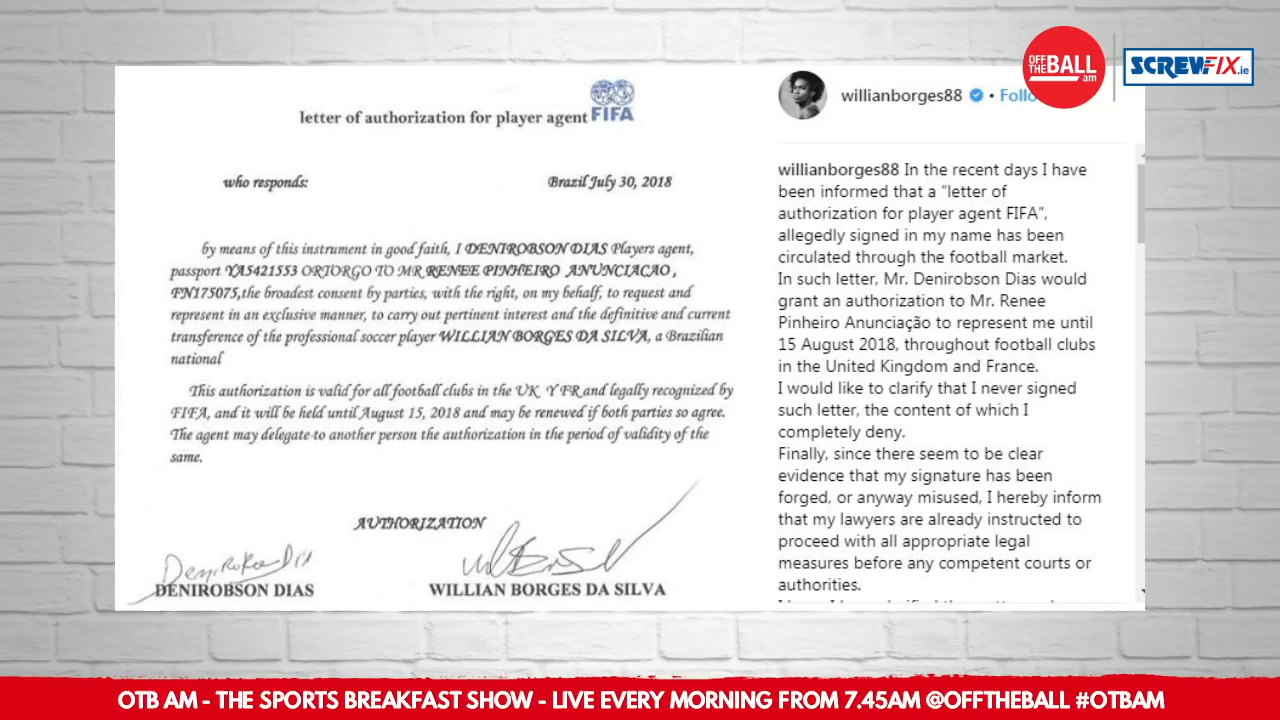 OFF THE BALL am
SCREWFIX.ie
letter of authorization for player agent FIFA
who responds: Brazil July 30, 2018
by means of this instrument in good faith, I DENIROBSON DIAS Players agent,
passport YA5421553 ORTORGO TO MR RENEE PINHEIRO ANUNCIACAO ,
FN175075,the broadest consent by parties, with the right, on my behalf, to request and
represent in an exclusive manner, to carry out pertinent interest and the definitive and current
transference of the professional soccer player WILLIAN BORGES DA SILVA, a Brazilian
national
This authorization is valid for all football clubs in the UK Y FR and legally recognized by
FIFA, and it will be held until August 15, 2018 and may be renewed if both parties so agree.
The agent may delegate to another person the authorization in the period of validity of the
same.
AUTHORIZATION
DENIROBSON DIAS WILLIAN BORGES DA SILVA
willianborges88 • Follo
willianborges88 In the recent days I have
been informed that a "letter of
authorization for player agent FIFA",
allegedly signed in my name has been
circulated through the football market.
In such letter, Mr. Denirobson Dias would
grant an authorization to Mr. Renee
Pinheiro Anunciação to represent me until
15 August 2018, throughout football clubs
in the United Kingdom and France.
I would like to clarify that I never signed
such letter, the content of which I
completely deny.
Finally, since there seem to be clear
evidence that my signature has been
forged, or anyway misused, I hereby inform
that my lawyers are already instructed to
proceed with all appropriate legal
measures before any competent courts or
authorities.
OTB AM - THE SPORTS BREAKFAST SHOW - LIVE EVERY MORNING FROM 7.45AM @OFFTHEBALL #OTBAM